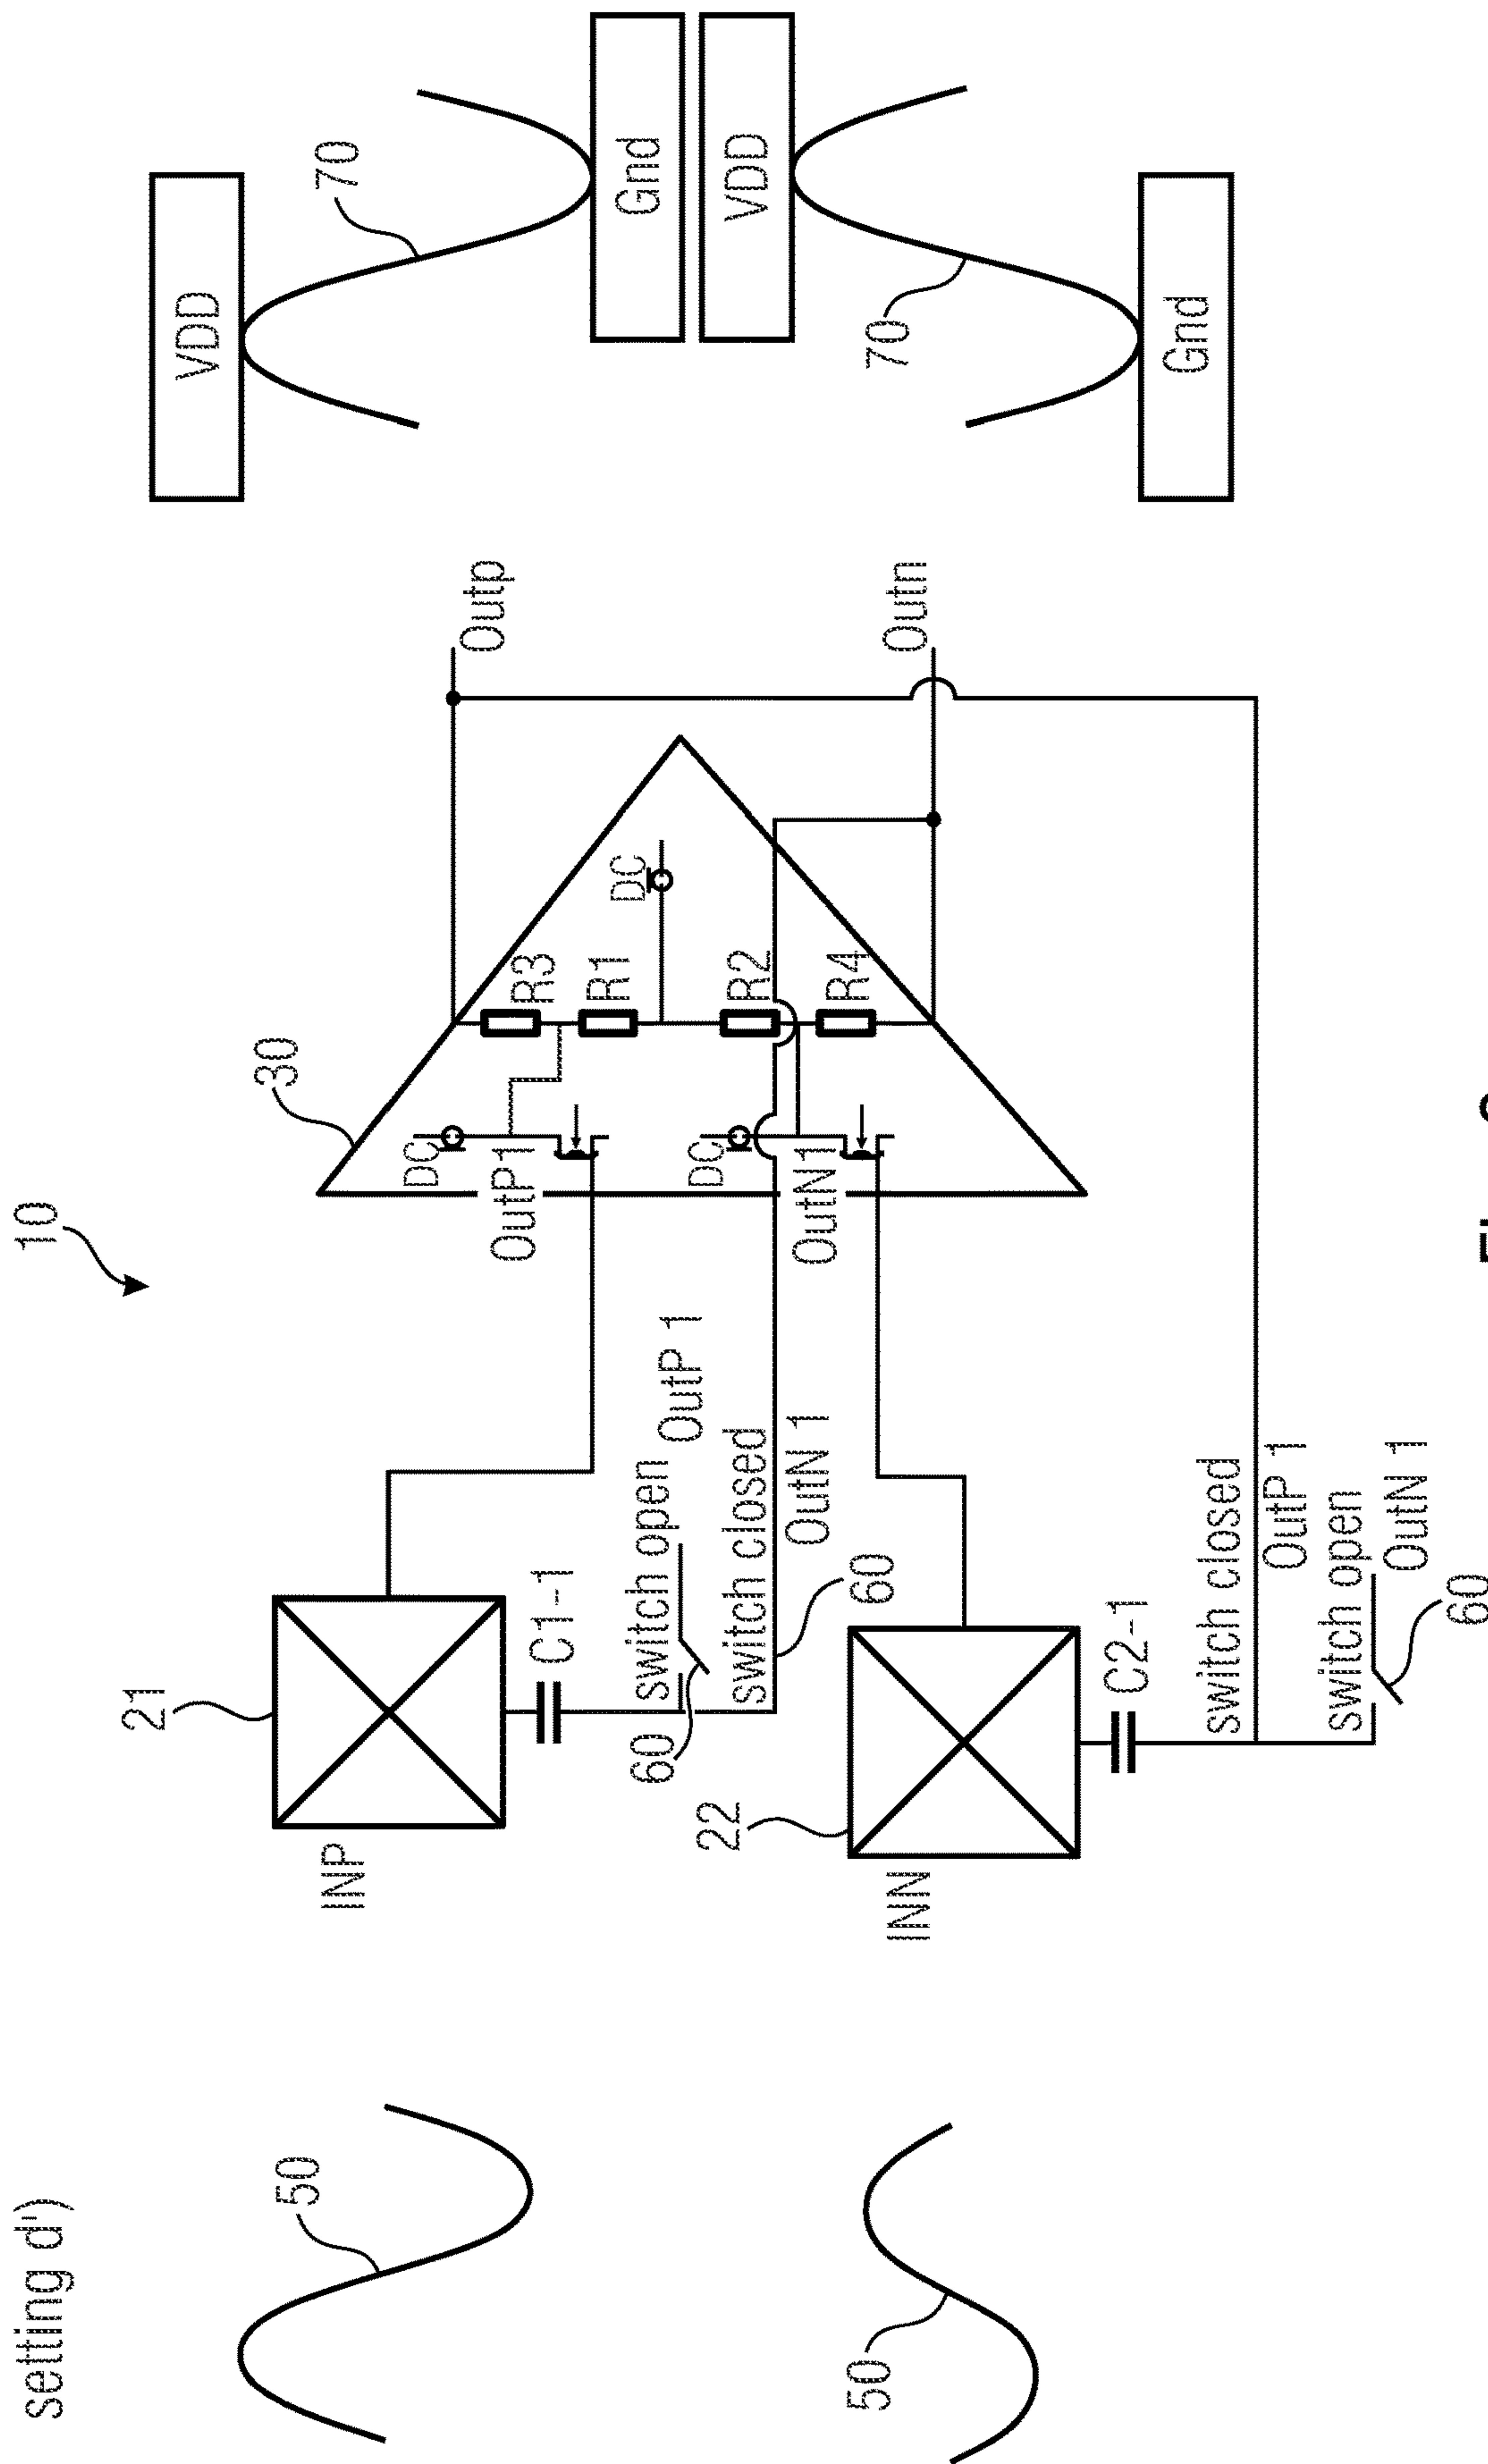 setting d')
10
50
50
INP
21
C1-1
switch open
OutP 1
60
switch closed
OutN 1
60
INN
22
C2-1
switch closed
OutP 1
switch open
OutN 1
60
30
DC
OutP1
DC
OutN1
R3
R1
R2
R4
DC
Outp
Outn
VDD
70
Gnd
VDD
70
Gnd